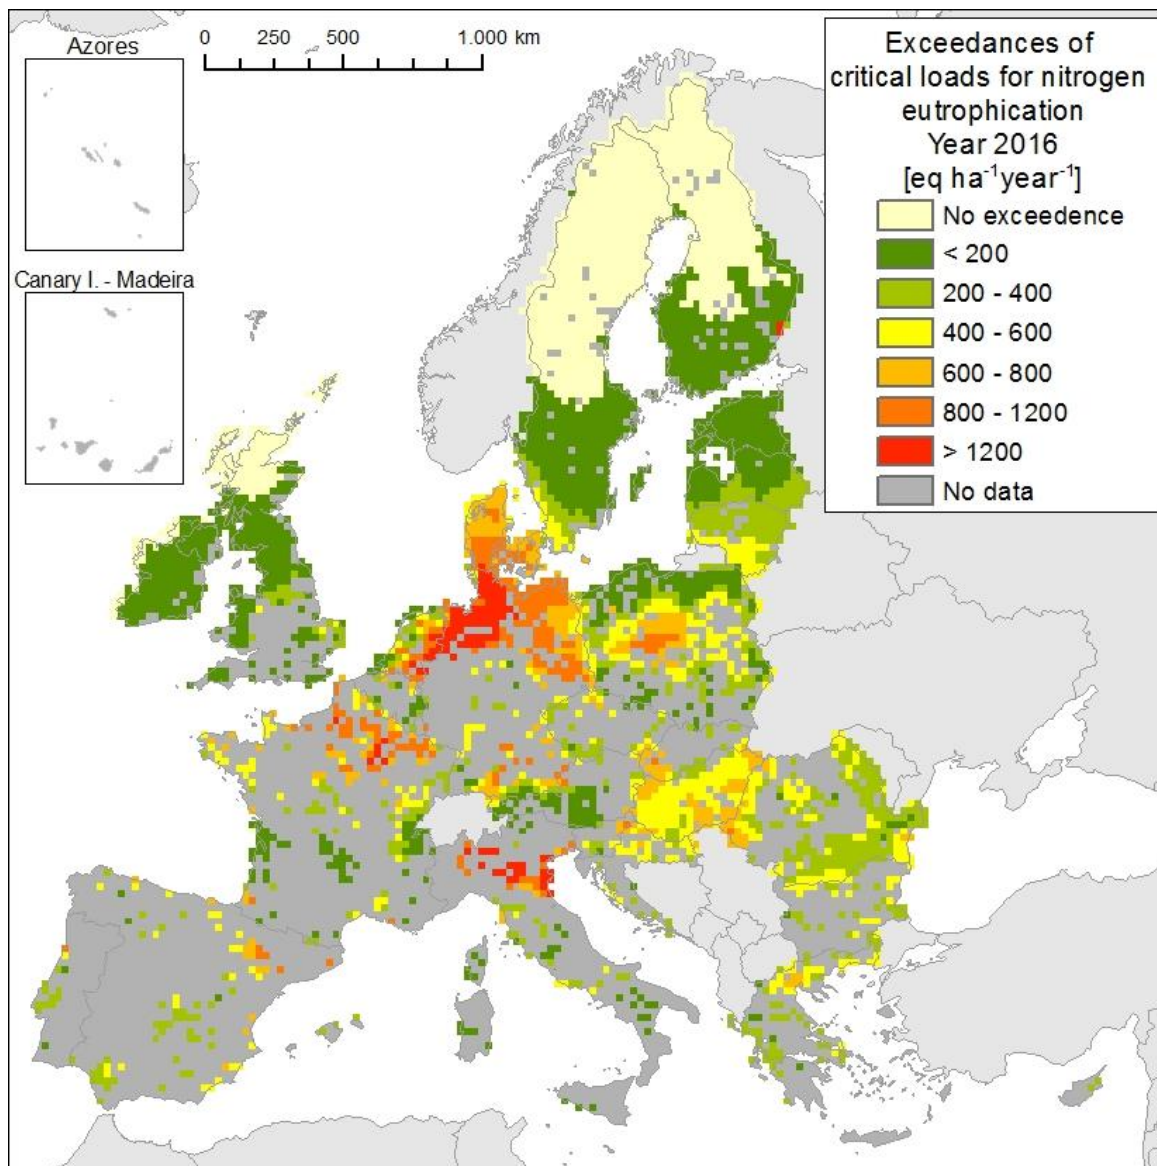 Azores
0 250 500 1.000 km
Canary I. - Madeira
Exceedances of
critical loads for nitrogen
eutrophication
Year 2016
[eq ha⁻¹year⁻¹]
No exceedence
< 200
200 - 400
400 - 600
600 - 800
800 - 1200
> 1200
No data